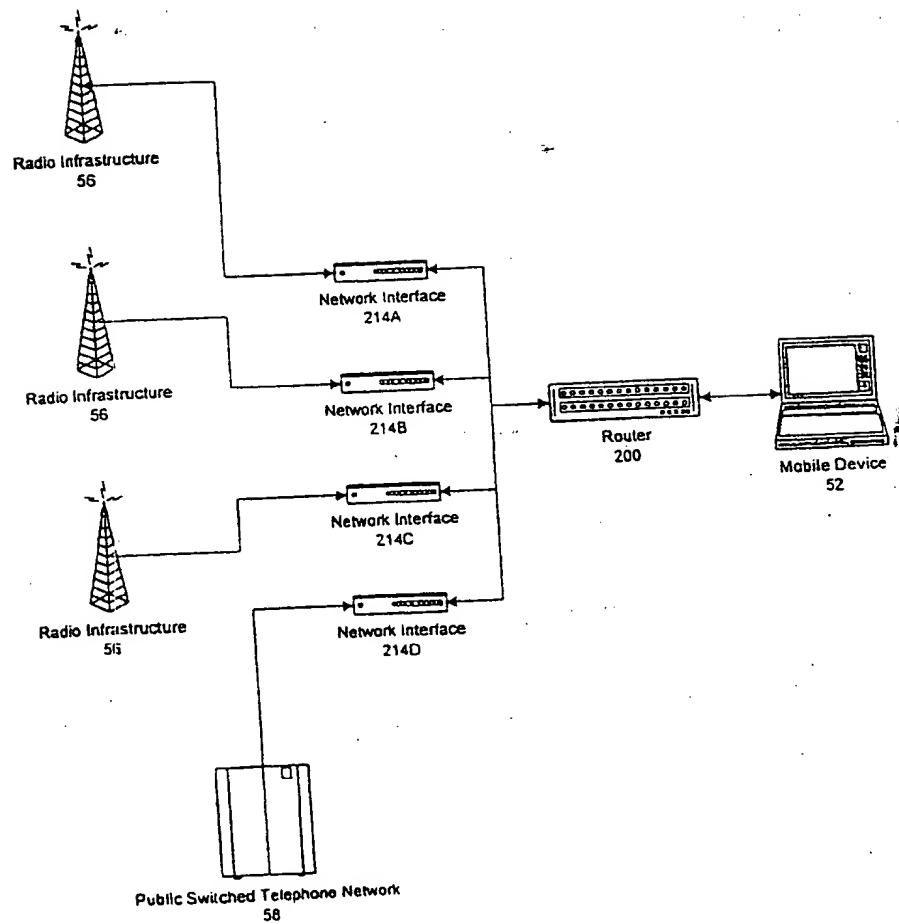 Radio Infrastructure
56
Network Interface
214A
Radio Infrastructure
56
Network Interface
214B
Router
200
Mobile Device
52
Network Interface
214C
Radio Infrastructure
56
Network Interface
214D
Public Switched Telephone Network
58